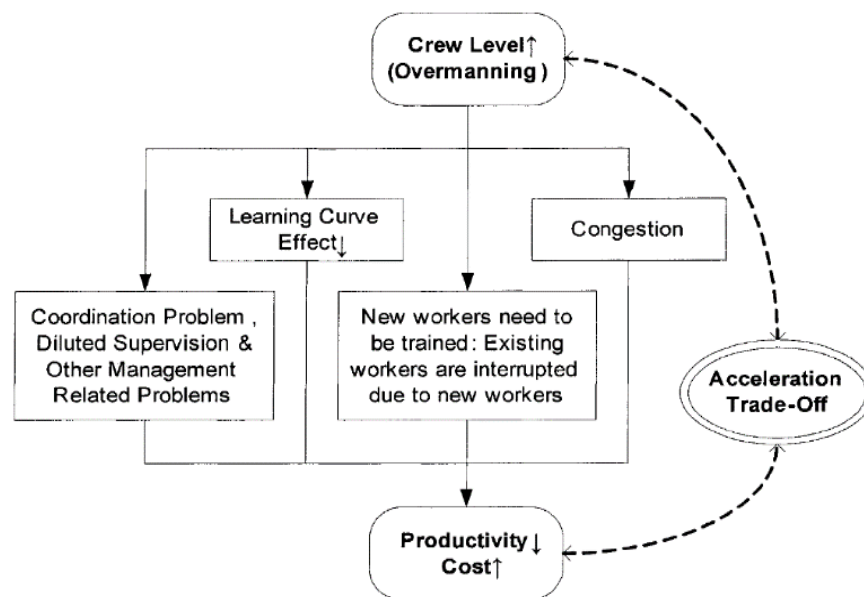 Crew Level↑
(Overmanning)
Learning Curve
Effect↓
Congestion
Coordination Problem ,
Diluted Supervision &
Other Management
Related Problems
New workers need to
be trained: Existing
workers are interrupted
due to new workers
Acceleration
Trade-Off
Productivity↓
Cost↑